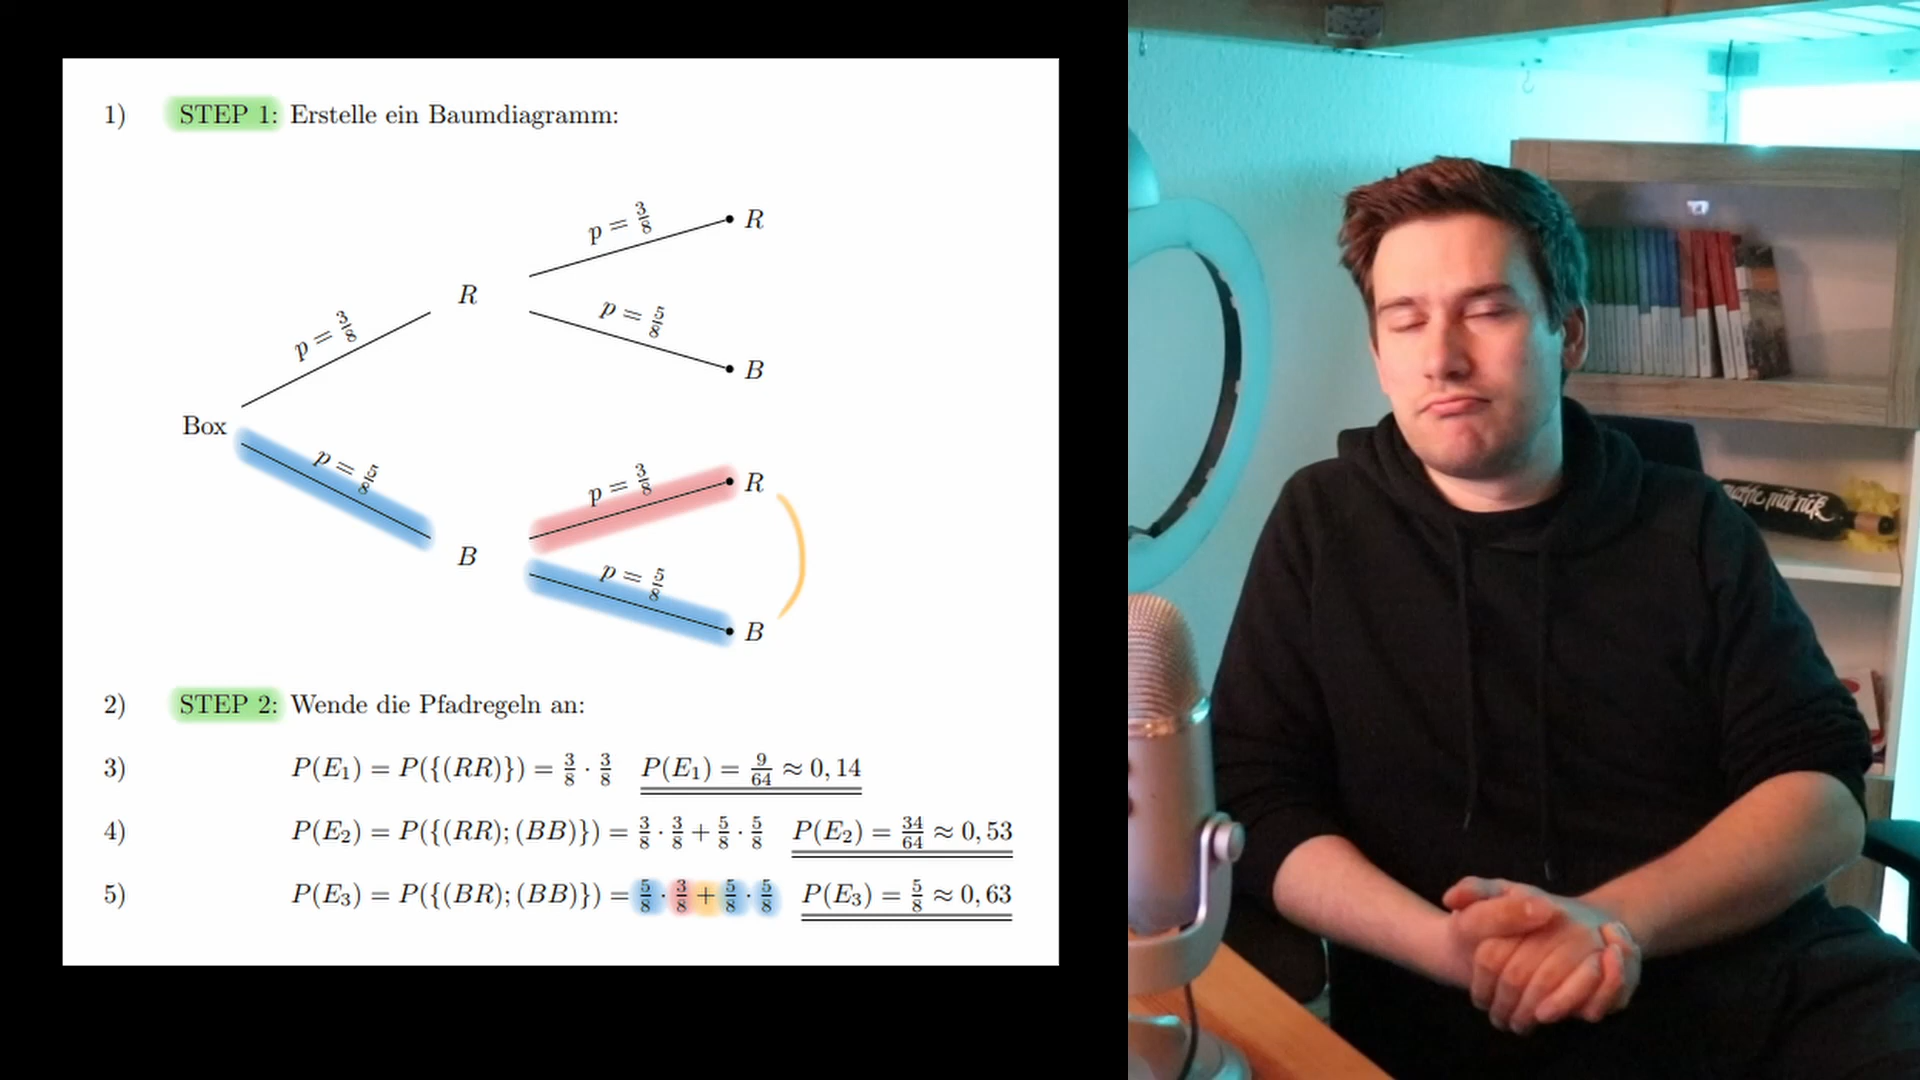 1) STEP 1: Erstelle ein Baumdiagramm:
p = 3/8 R
R
p = 3/8
p = 5/8 B
Box
p = 5/8
p = 3/8 R
B
p = 5/8 B
2) STEP 2: Wende die Pfadregeln an:
3) P(E₁) = P({(RR)}) = 3/8 · 3/8 P(E₁) = 9/64 ≈ 0, 14
4) P(E₂) = P({(RR); (BB)}) = 3/8 · 3/8 + 5/8 · 5/8 P(E₂) = 34/64 ≈ 0, 53
5) P(E₃) = P({(BR); (BB)}) = 5/8 · 3/8 + 5/8 · 5/8 P(E₃) = 5/8 ≈ 0, 63